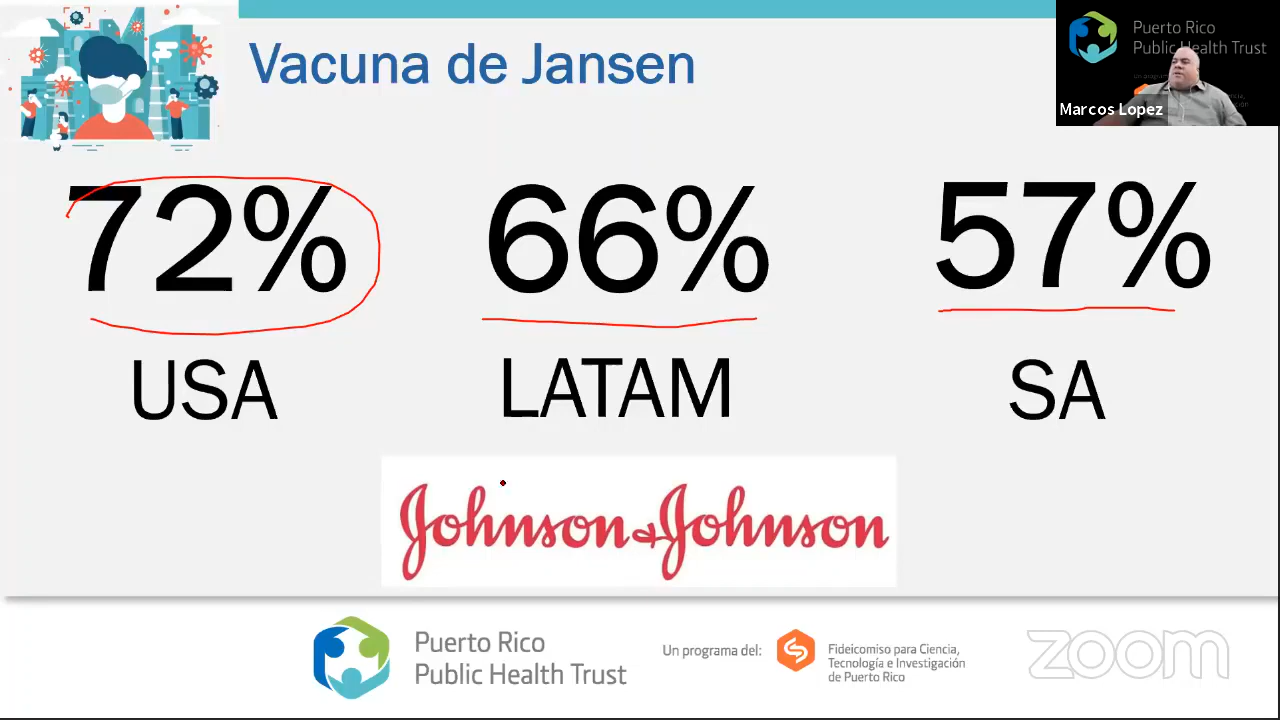 Vacuna de Jansen
Puerto Rico
Public Health Trust
Marcos Lopez
72%
66%
57%
USA
LATAM
SA
Johnson & Johnson
Puerto Rico
Public Health Trust
Un programa del:
Fideicomiso para Ciencia,
Tecnología e Investigación
de Puerto Rico
zoom